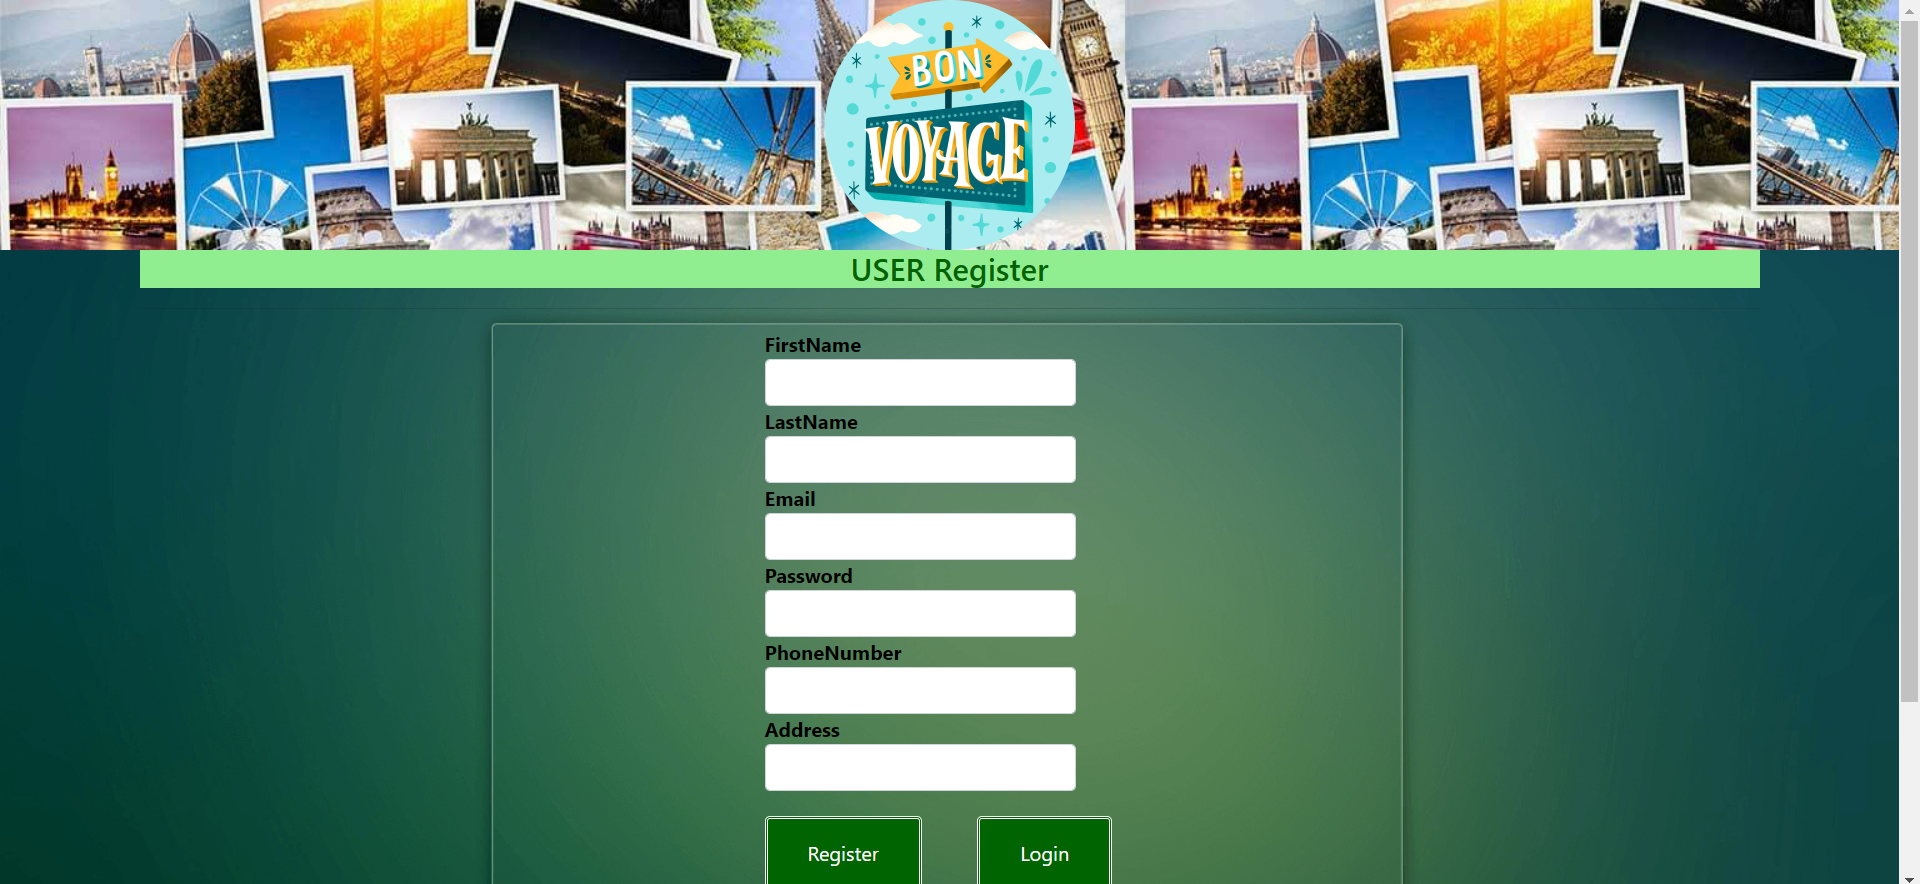 BON
VOYAGE
USER Register
FirstName
LastName
Email
Password
PhoneNumber
Address
Register
Login